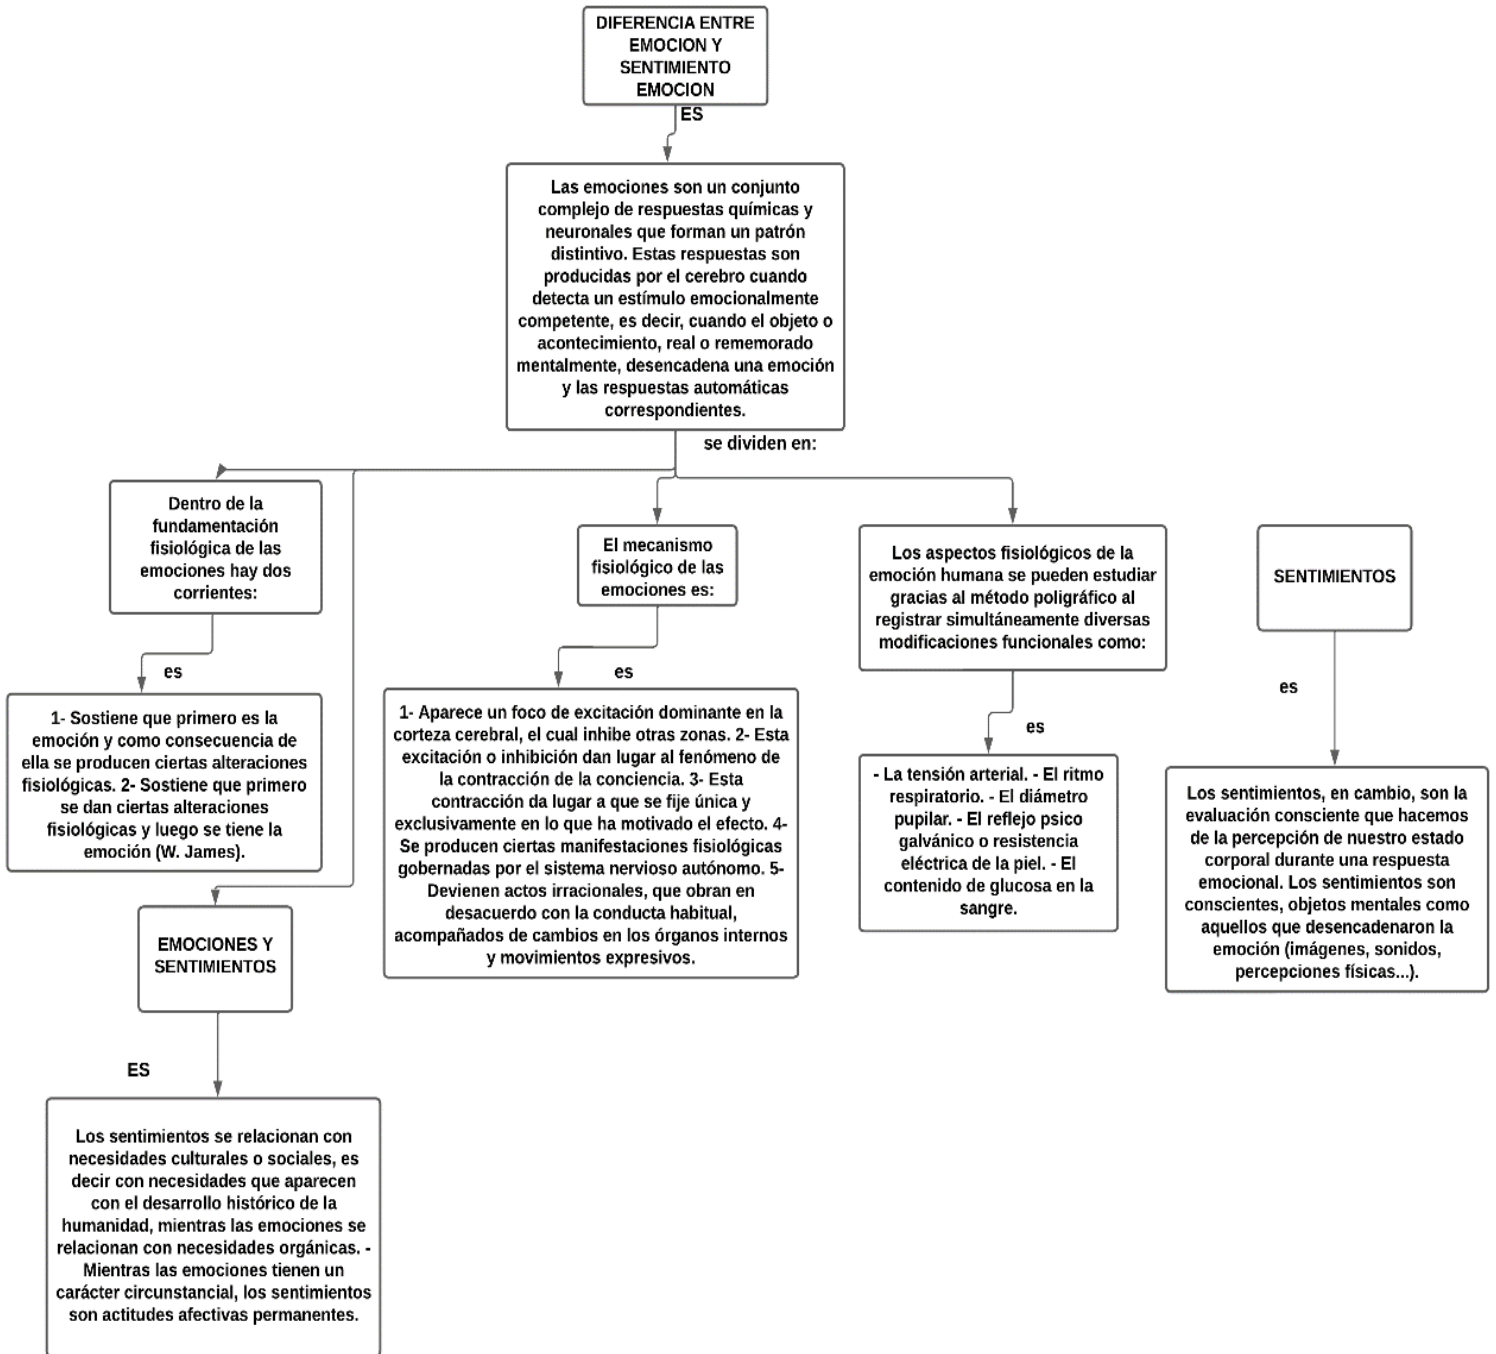 DIFERENCIA ENTRE
EMOCION Y
SENTIMIENTO
EMOCION
ES
Las emociones son un conjunto
complejo de respuestas químicas y
neuronales que forman un patrón
distintivo. Estas respuestas son
producidas por el cerebro cuando
detecta un estímulo emocionalmente
competente, es decir, cuando el objeto o
acontecimiento, real o rememorado
mentalmente, desencadena una emoción
y las respuestas automáticas
correspondientes.
se dividen en:
Dentro de la
fundamentación
fisiológica de las
emociones hay dos
corrientes:
es
1- Sostiene que primero es la
emoción y como consecuencia de
ella se producen ciertas alteraciones
fisiológicas. 2- Sostiene que primero
se dan ciertas alteraciones
fisiológicas y luego se tiene la
emoción (W. James).
EMOCIONES Y
SENTIMIENTOS
ES
Los sentimientos se relacionan con
necesidades culturales o sociales, es
decir con necesidades que aparecen
con el desarrollo histórico de la
humanidad, mientras las emociones se
relacionan con necesidades orgánicas. -
Mientras las emociones tienen un
carácter circunstancial, los sentimientos
son actitudes afectivas permanentes.
El mecanismo
fisiológico de las
emociones es:
es
1- Aparece un foco de excitación dominante en la
corteza cerebral, el cual inhibe otras zonas. 2- Esta
excitación o inhibición dan lugar al fenómeno de
la contracción de la conciencia. 3- Esta
contracción da lugar a que se fije única y
exclusivamente en lo que ha motivado el efecto. 4-
Se producen ciertas manifestaciones fisiológicas
gobernadas por el sistema nervioso autónomo. 5-
Devienen actos irracionales, que obran en
desacuerdo con la conducta habitual,
acompañados de cambios en los órganos internos
y movimientos expresivos.
Los aspectos fisiológicos de la
emoción humana se pueden estudiar
gracias al método poligráfico al
registrar simultáneamente diversas
modificaciones funcionales como:
es
- La tensión arterial. - El ritmo
respiratorio. - El diámetro
pupilar. - El reflejo psico
galvánico o resistencia
eléctrica de la piel. - El
contenido de glucosa en la
sangre.
SENTIMIENTOS
es
Los sentimientos, en cambio, son la
evaluación consciente que hacemos
de la percepción de nuestro estado
corporal durante una respuesta
emocional. Los sentimientos son
conscientes, objetos mentales como
aquellos que desencadenaron la
emoción (imágenes, sonidos,
percepciones físicas...).